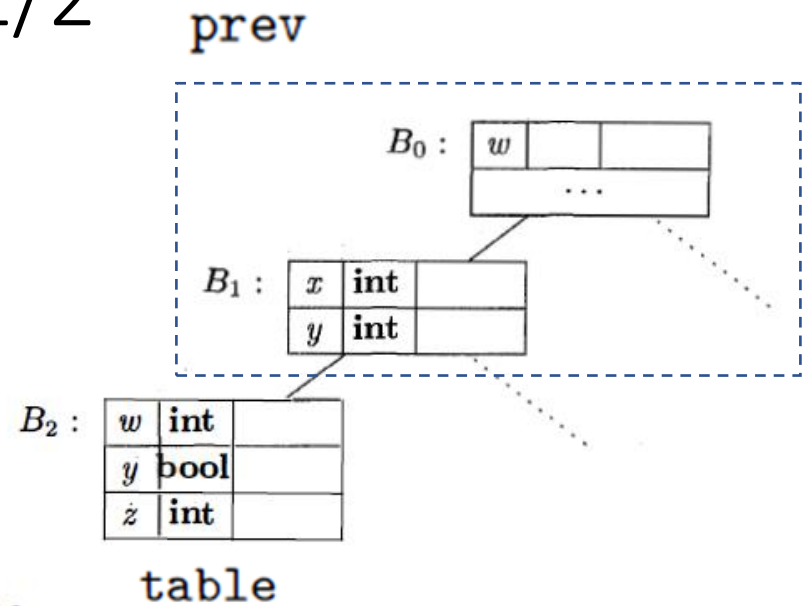 prev
B₀ : w
...
B₁ : x int
y int
B₂ : w int
y bool
z int
table